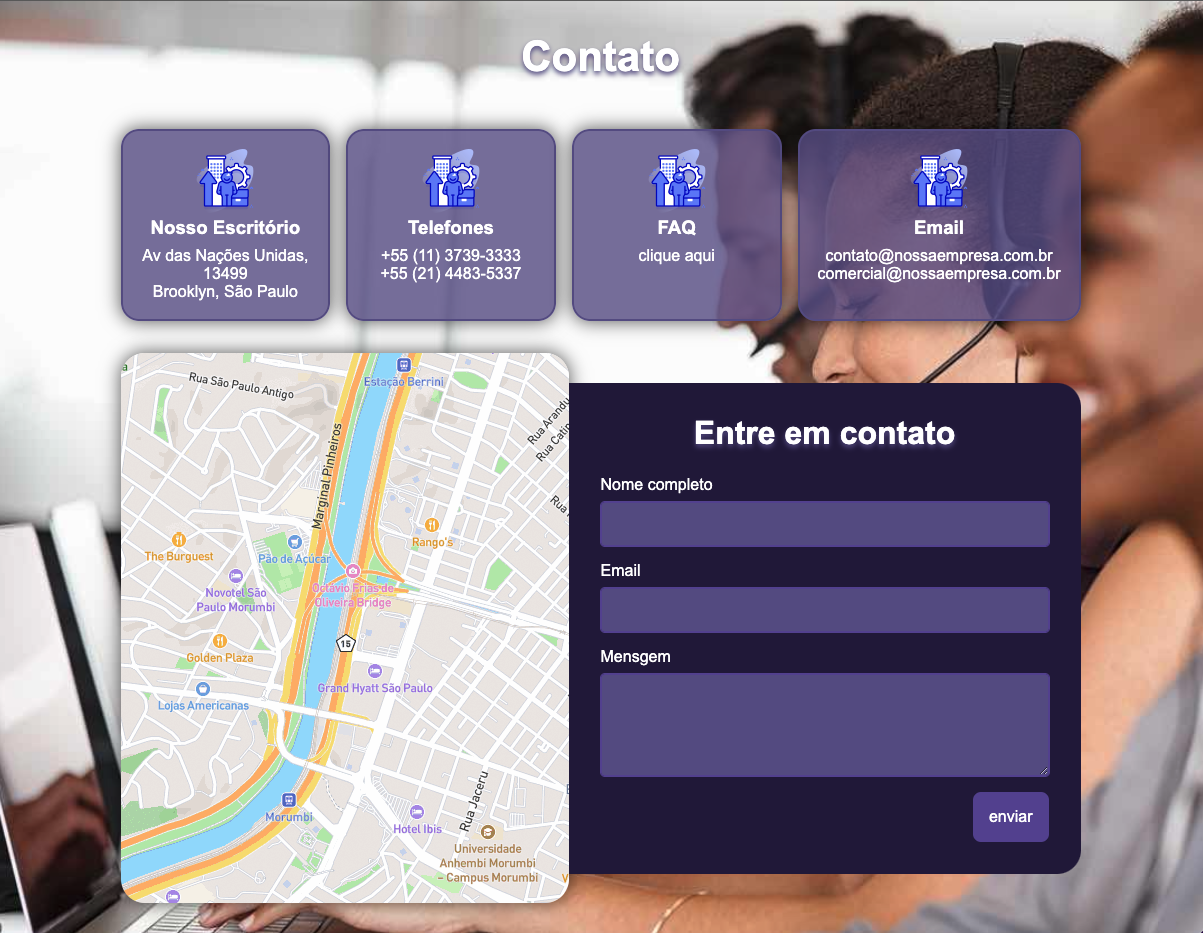 Contato
Nosso Escritório
Av das Nações Unidas,
13499
Brooklyn, São Paulo
Telefones
+55 (11) 3739-3333
+55 (21) 4483-5337
FAQ
clique aqui
Email
contato@nossaempresa.com.br
comercial@nossaempresa.com.br
a
Rua São Paulo Antigo
Estação Berrini
Rua Arandu
Rua Catin
Marginal Pinheiros
Rua
The Burguest
Pão de Açúcar
Rango's
Novotel São
Paulo Morumbi
Octávio Frias de
Oliveira Bridge
15
Golden Plaza
Grand Hyatt São Paulo
Lojas Americanas
Morumbi
Hotel Ibis
Rua Jaceru
Universidade
Anhembi Morumbi
– Campus Morumbi
Entre em contato
Nome completo
Email
Mensgem
enviar